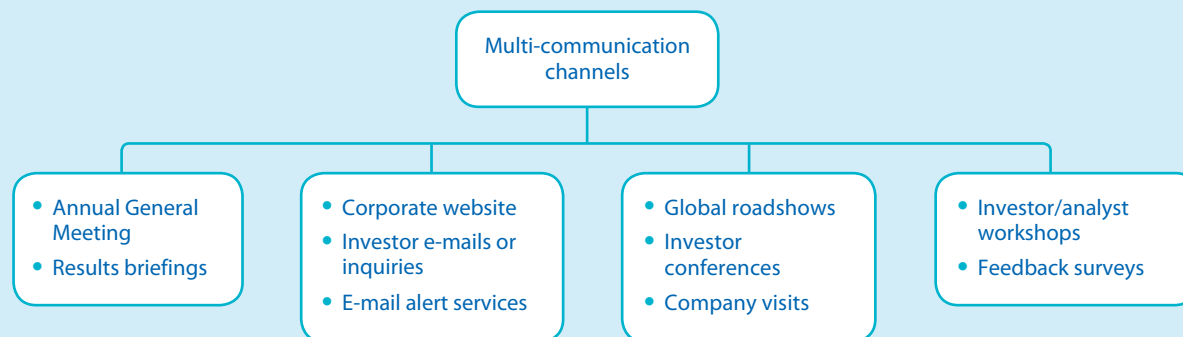 Multi-communication
channels
• Annual General
Meeting
• Results briefings
• Corporate website
• Investor e-mails or
inquiries
• E-mail alert services
• Global roadshows
• Investor
conferences
• Company visits
• Investor/analyst
workshops
• Feedback surveys